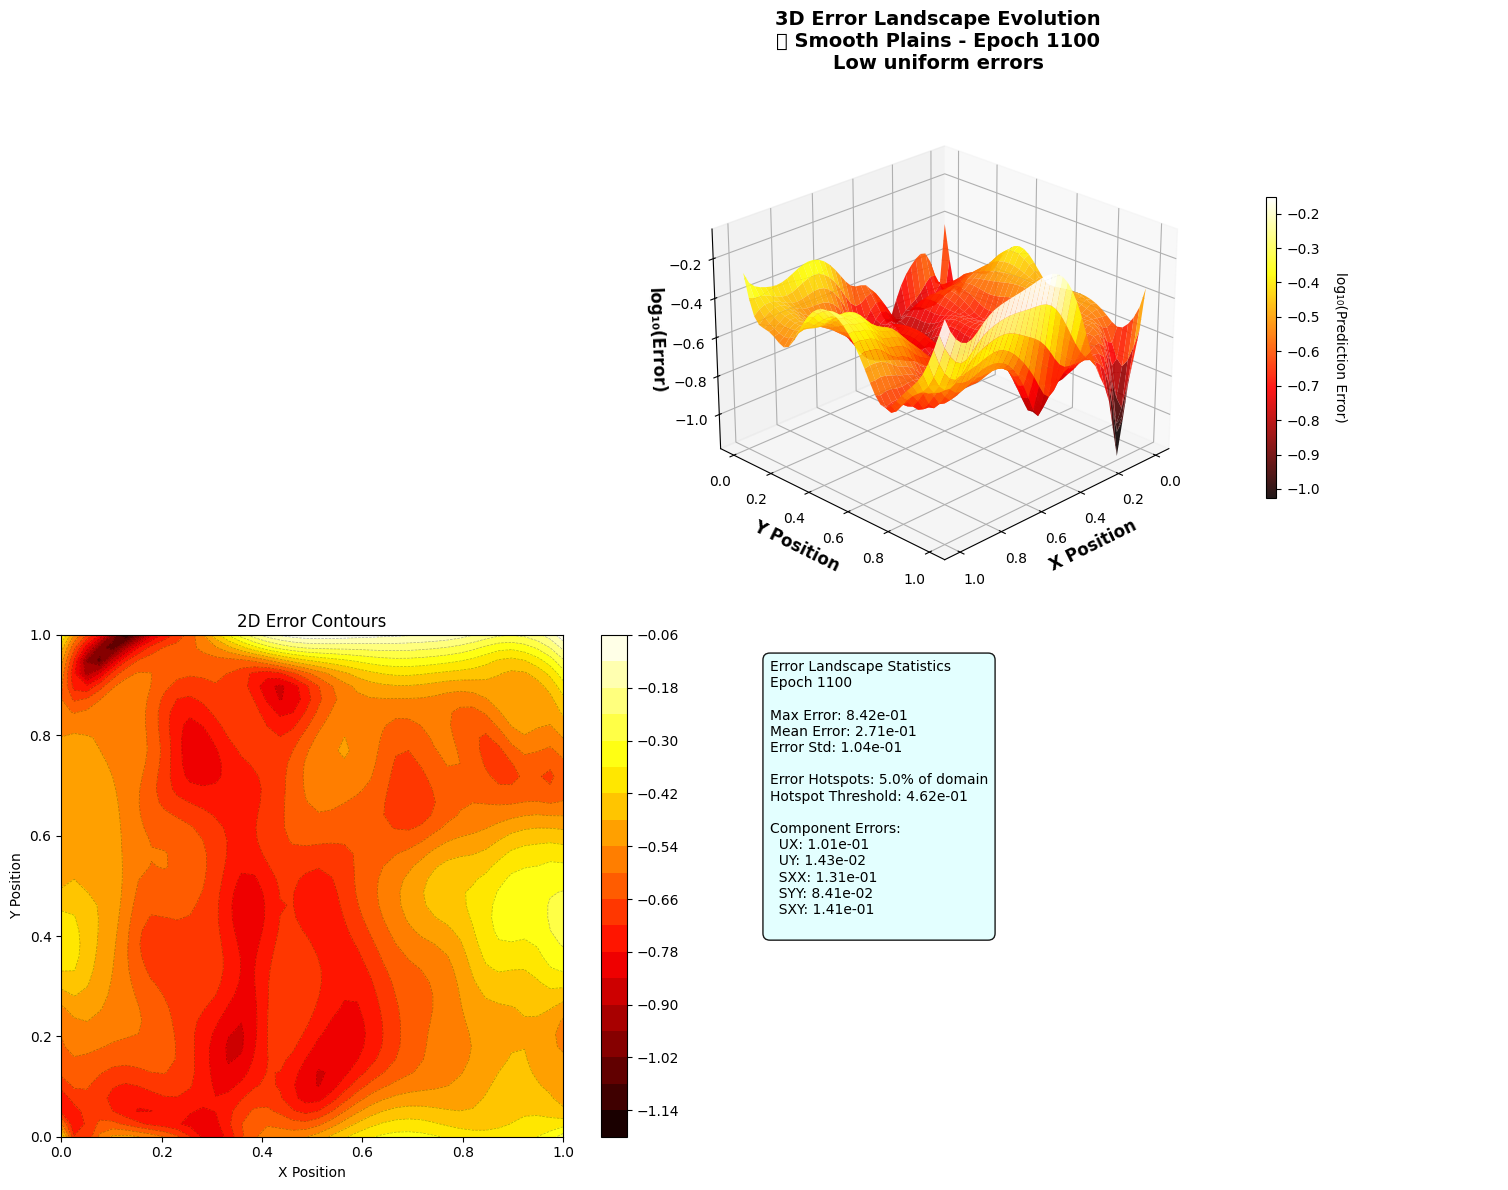 3D Error Landscape Evolution
▯ Smooth Plains - Epoch 1100
Low uniform errors
−0.2
−0.4
−0.6
−0.8
−1.0
log₁₀(Error)
0.0
0.2
0.4
0.6
0.8
1.0
Y Position
0.0
0.2
0.4
0.6
0.8
1.0
X Position
−0.2
−0.3
−0.4
−0.5
−0.6
−0.7
−0.8
−0.9
−1.0
log₁₀(Prediction Error)
2D Error Contours
1.0
0.8
0.6
0.4
0.2
0.0
Y Position
0.0
0.2
0.4
0.6
0.8
1.0
X Position
−0.06
−0.18
−0.30
−0.42
−0.54
−0.66
−0.78
−0.90
−1.02
−1.14
Error Landscape Statistics
Epoch 1100
Max Error: 8.42e-01
Mean Error: 2.71e-01
Error Std: 1.04e-01
Error Hotspots: 5.0% of domain
Hotspot Threshold: 4.62e-01
Component Errors:
UX: 1.01e-01
UY: 1.43e-02
SXX: 1.31e-01
SYY: 8.41e-02
SXY: 1.41e-01